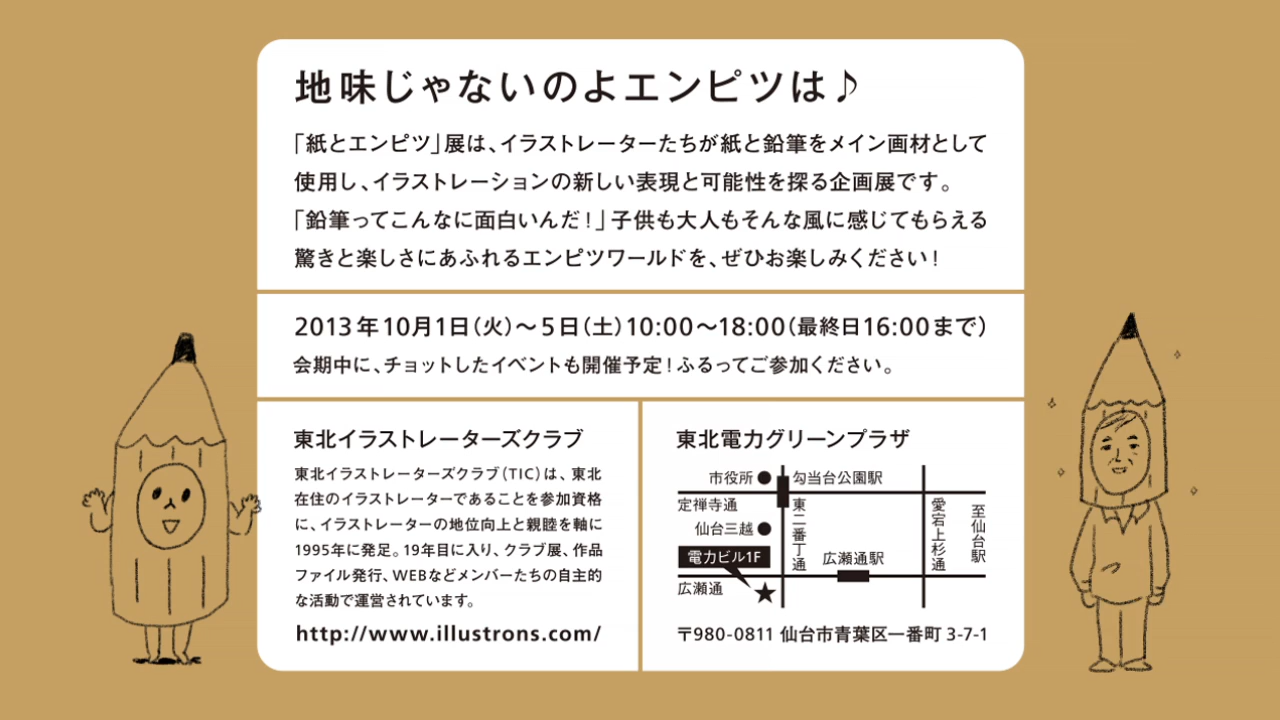 地味じゃないのよエンピツは♪
「紙とエンピツ」展は、イラストレーターたちが紙と鉛筆をメイン画材として
使用し、イラストレーションの新しい表現と可能性を探る企画展です。
「鉛筆ってこんなに面白いんだ！」子供も大人もそんな風に感じてもらえる
驚きと楽しさにあふれるエンピツワールドを、ぜひお楽しみください！
2013年10月1日（火）〜5日（土）10:00〜18:00（最終日16:00まで）
会期中に、チョットしたイベントも開催予定！ふるってご参加ください。
東北イラストレーターズクラブ
東北イラストレーターズクラブ（TIC）は、東北
在住のイラストレーターであることを参加資格
に、イラストレーターの地位向上と親睦を軸に
1995年に発足。19年目に入り、クラブ展、作品
ファイル発行、WEBなどメンバーたちの自主的
な活動で運営されています。
http://www.illustrons.com/
東北電力グリーンプラザ
市役所●
勾当台公園駅
定禅寺通
仙台三越●
東二番丁通
愛宕上杉通
至仙台駅
電力ビル1F
広瀬通駅
広瀬通
★
〒980-0811 仙台市青葉区一番町 3-7-1